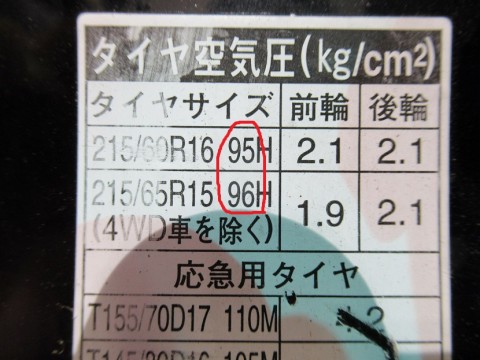 タイヤ空気圧(kg/cm²)
タイヤサイズ 前輪 後輪
215/60R16 95H 2.1 2.1
215/65R15 96H
(4WD車を除く) 1.9 2.1
応急用タイヤ
T155/70D17 110M